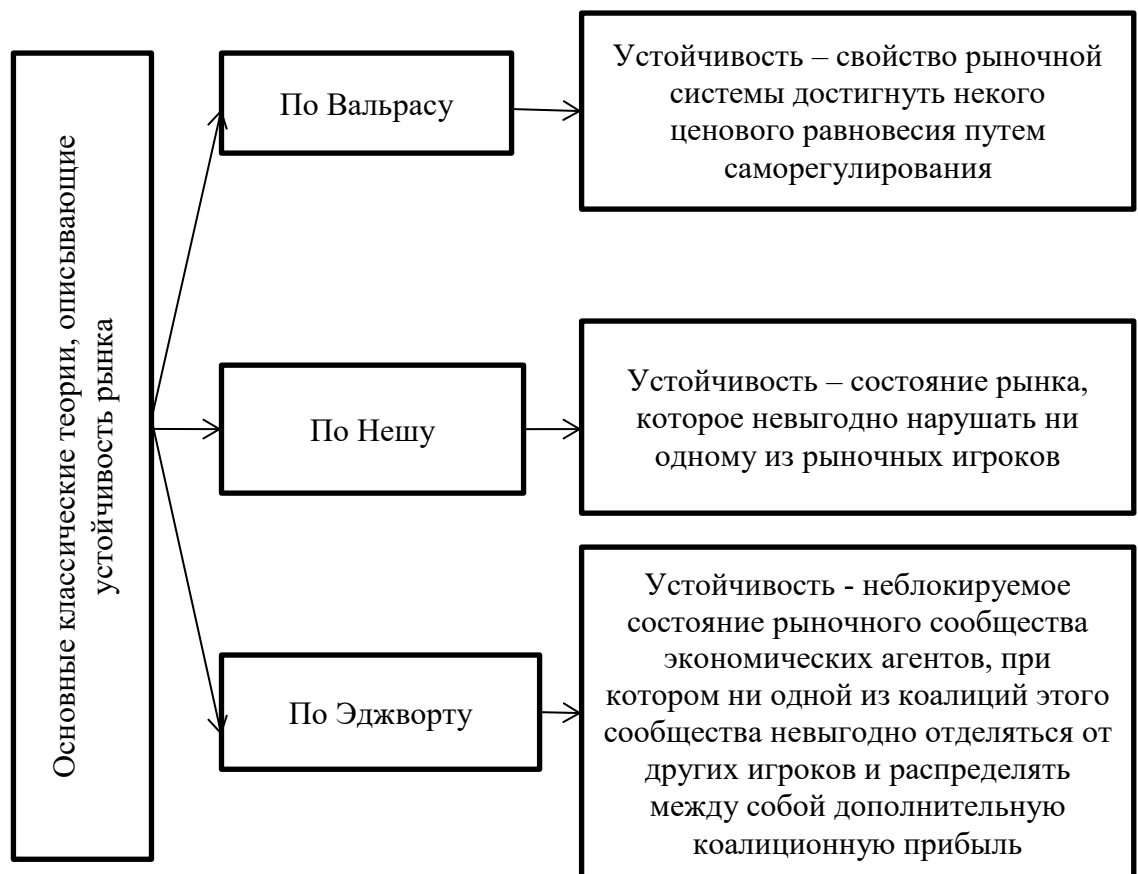 Основные классические теории, описывающие
устойчивость рынка
По Вальрасу
Устойчивость – свойство рыночной
системы достигнуть некого
ценового равновесия путем
саморегулирования
По Нешу
Устойчивость – состояние рынка,
которое невыгодно нарушать ни
одному из рыночных игроков
По Эджворту
Устойчивость - неблокируемое
состояние рыночного сообщества
экономических агентов, при
котором ни одной из коалиций этого
сообщества невыгодно отделяться от
других игроков и распределять
между собой дополнительную
коалиционную прибыль